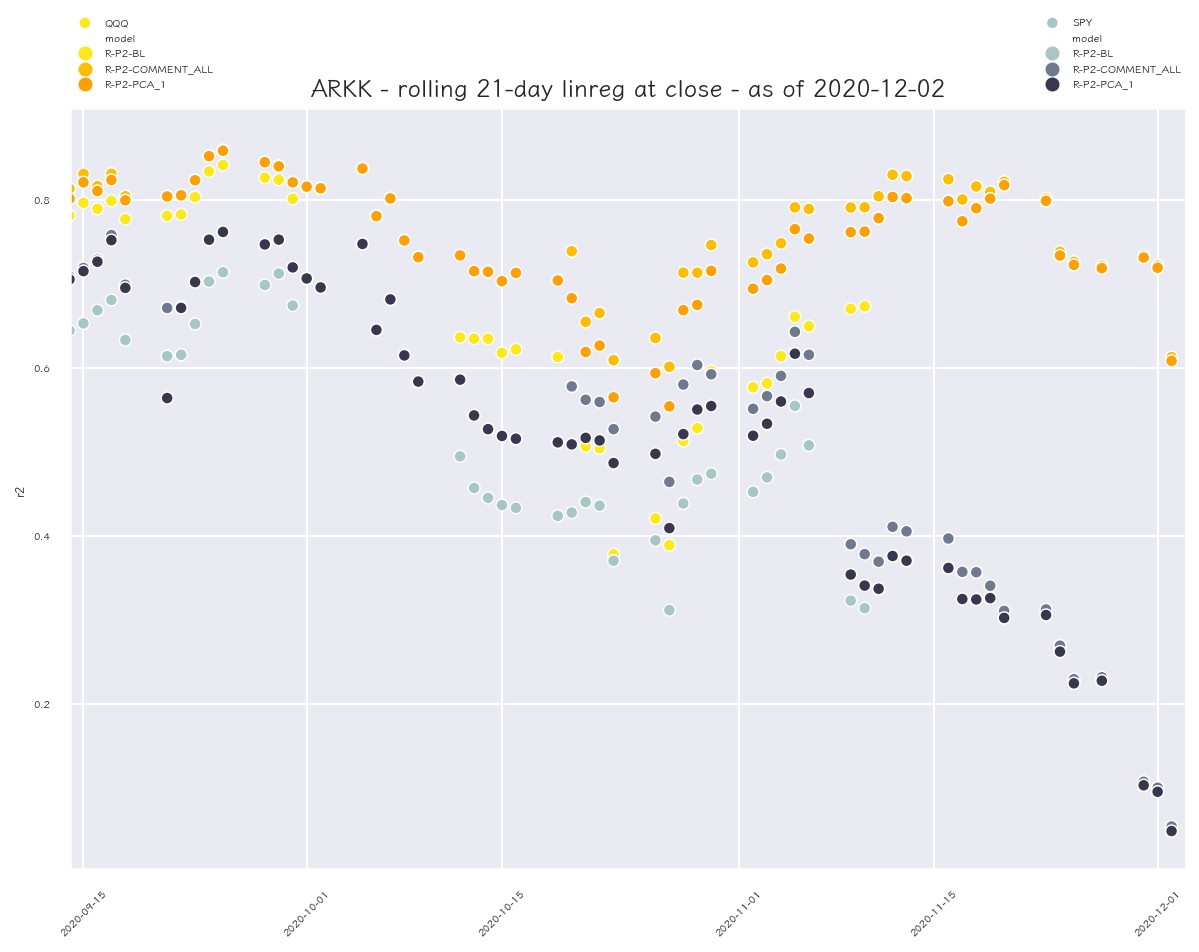 QQQ
model
R-P2-BL
R-P2-COMMENT_ALL
R-P2-PCA_1
SPY
model
R-P2-BL
R-P2-COMMENT_ALL
R-P2-PCA_1
ARKK - rolling 21-day linreg at close - as of 2020-12-02
0.8
0.6
r2
0.4
0.2
2020-09-15
2020-10-01
2020-10-15
2020-11-01
2020-11-15
2020-12-01